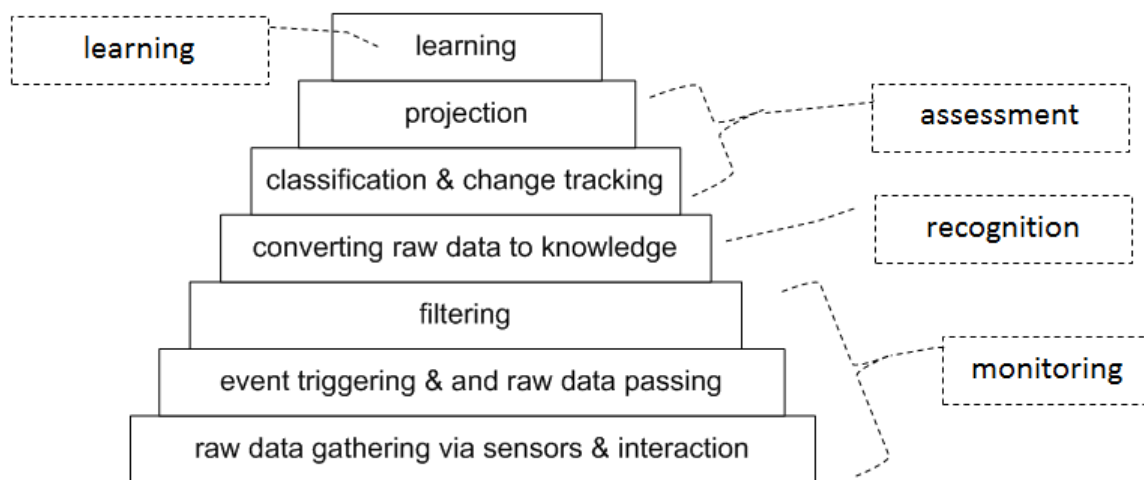 learning
learning
projection
assessment
classification & change tracking
recognition
converting raw data to knowledge
filtering
monitoring
event triggering & and raw data passing
raw data gathering via sensors & interaction